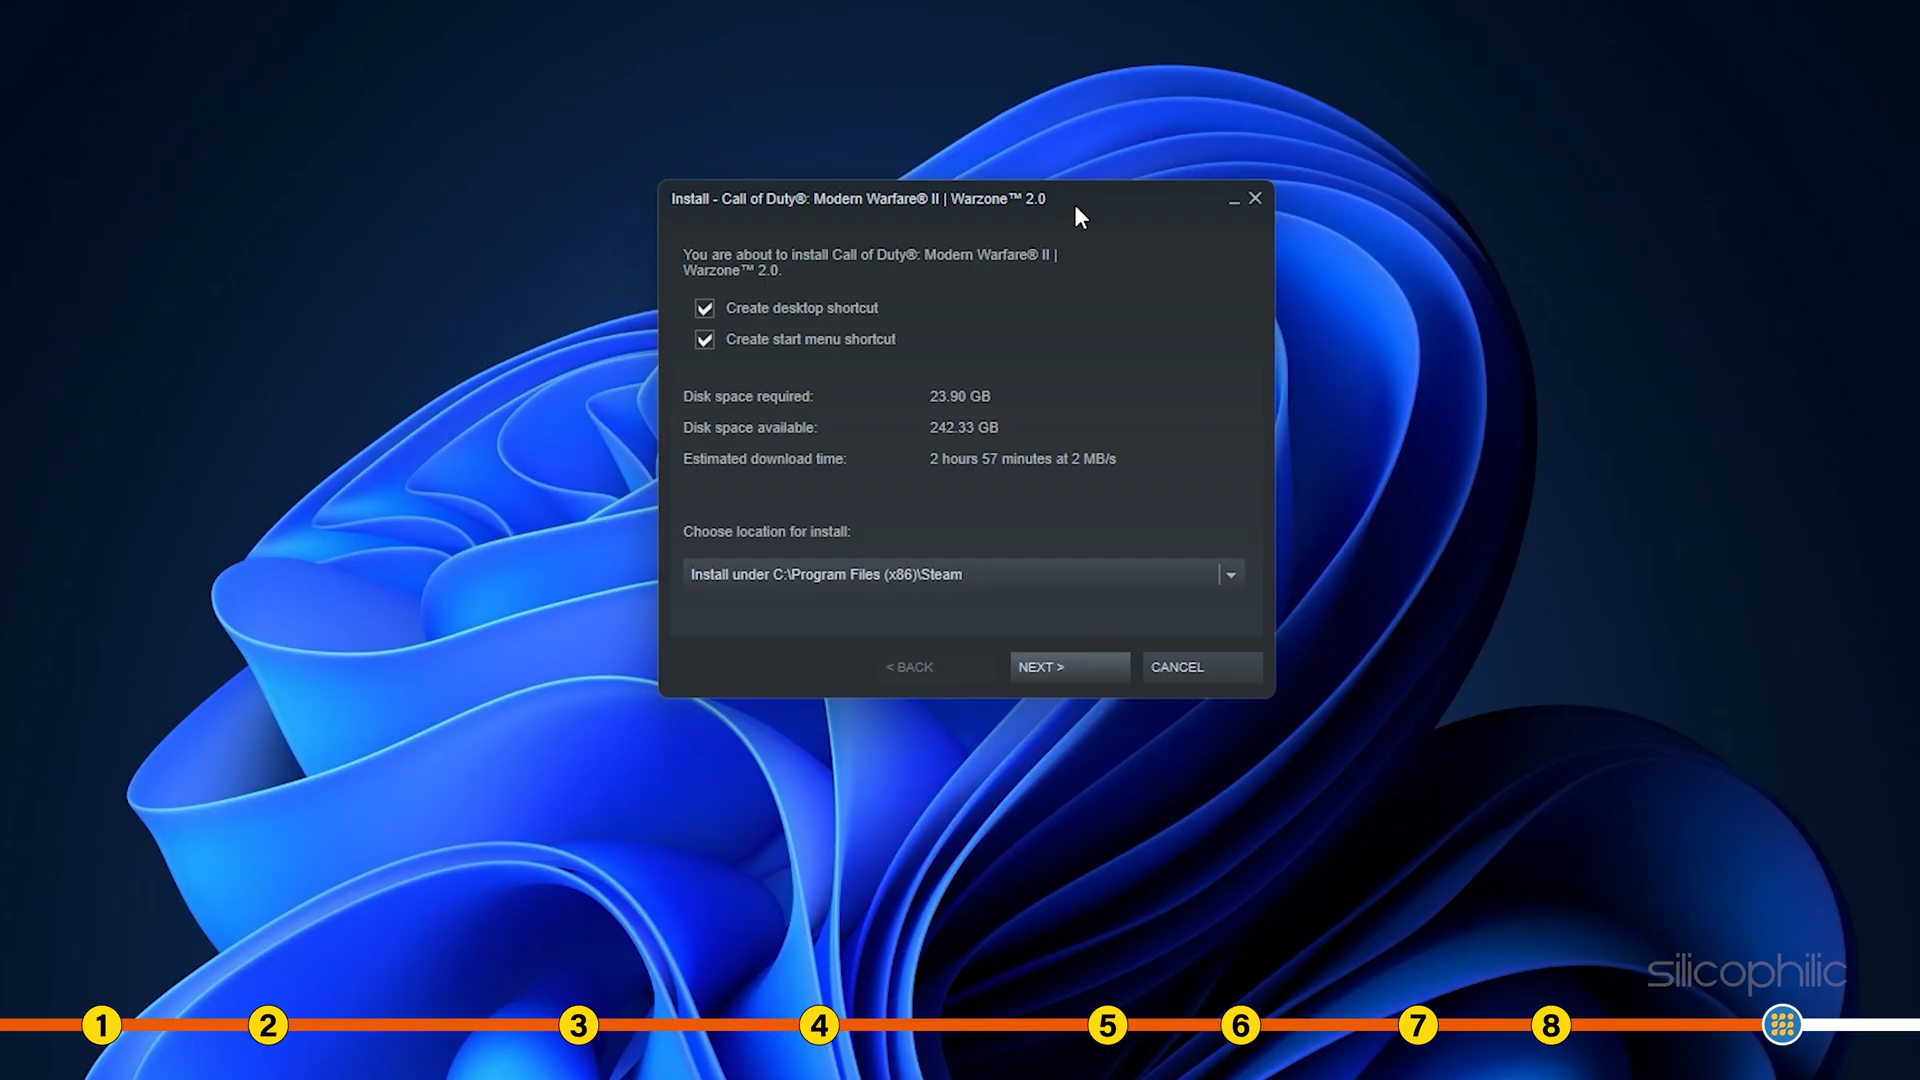 Install - Call of Duty®: Modern Warfare® II | Warzone™ 2.0
You are about to install Call of Duty®: Modern Warfare® II |
Warzone™ 2.0.
Create desktop shortcut
Create start menu shortcut
Disk space required: 23.90 GB
Disk space available: 242.33 GB
Estimated download time: 2 hours 57 minutes at 2 MB/s
Choose location for install:
Install under C:\Program Files (x86)\Steam
< BACK NEXT > CANCEL
silicophilic
1 2 3 4 5 6 7 8